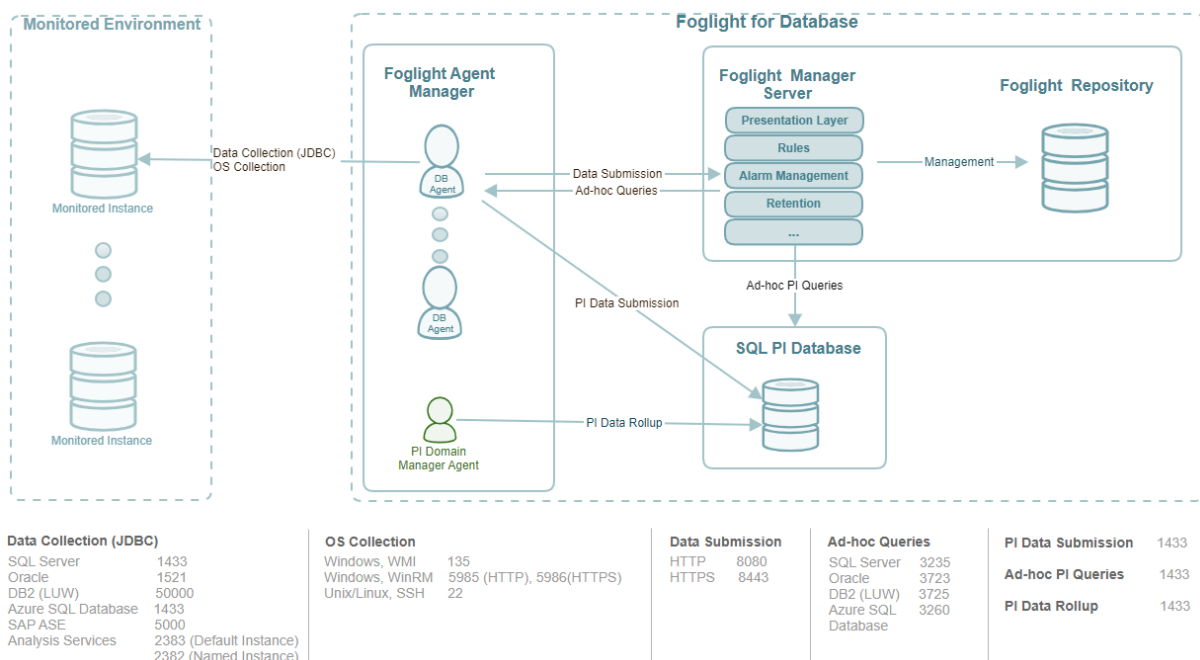 Monitored Environment
Foglight for Database
Foglight Agent
Manager
Foglight Manager
Server
Foglight Repository
Presentation Layer
Rules
Alarm Management
Retention
...
Management
Data Collection (JDBC)
OS Collection
Monitored Instance
DB
Agent
Data Submission
Ad-hoc Queries
Ad-hoc PI Queries
PI Data Submission
DB
Agent
SQL PI Database
Monitored Instance
PI Data Rollup
PI Domain
Manager Agent
Data Collection (JDBC)
SQL Server 1433
Oracle 1521
DB2 (LUW) 50000
Azure SQL Database 1433
SAP ASE 5000
Analysis Services 2383 (Default Instance)
2382 (Named Instance)
OS Collection
Windows, WMI 135
Windows, WinRM 5985 (HTTP), 5986(HTTPS)
Unix/Linux, SSH 22
Data Submission
HTTP 8080
HTTPS 8443
Ad-hoc Queries
SQL Server 3235
Oracle 3723
DB2 (LUW) 3725
Azure SQL 3260
Database
PI Data Submission 1433
Ad-hoc PI Queries 1433
PI Data Rollup 1433